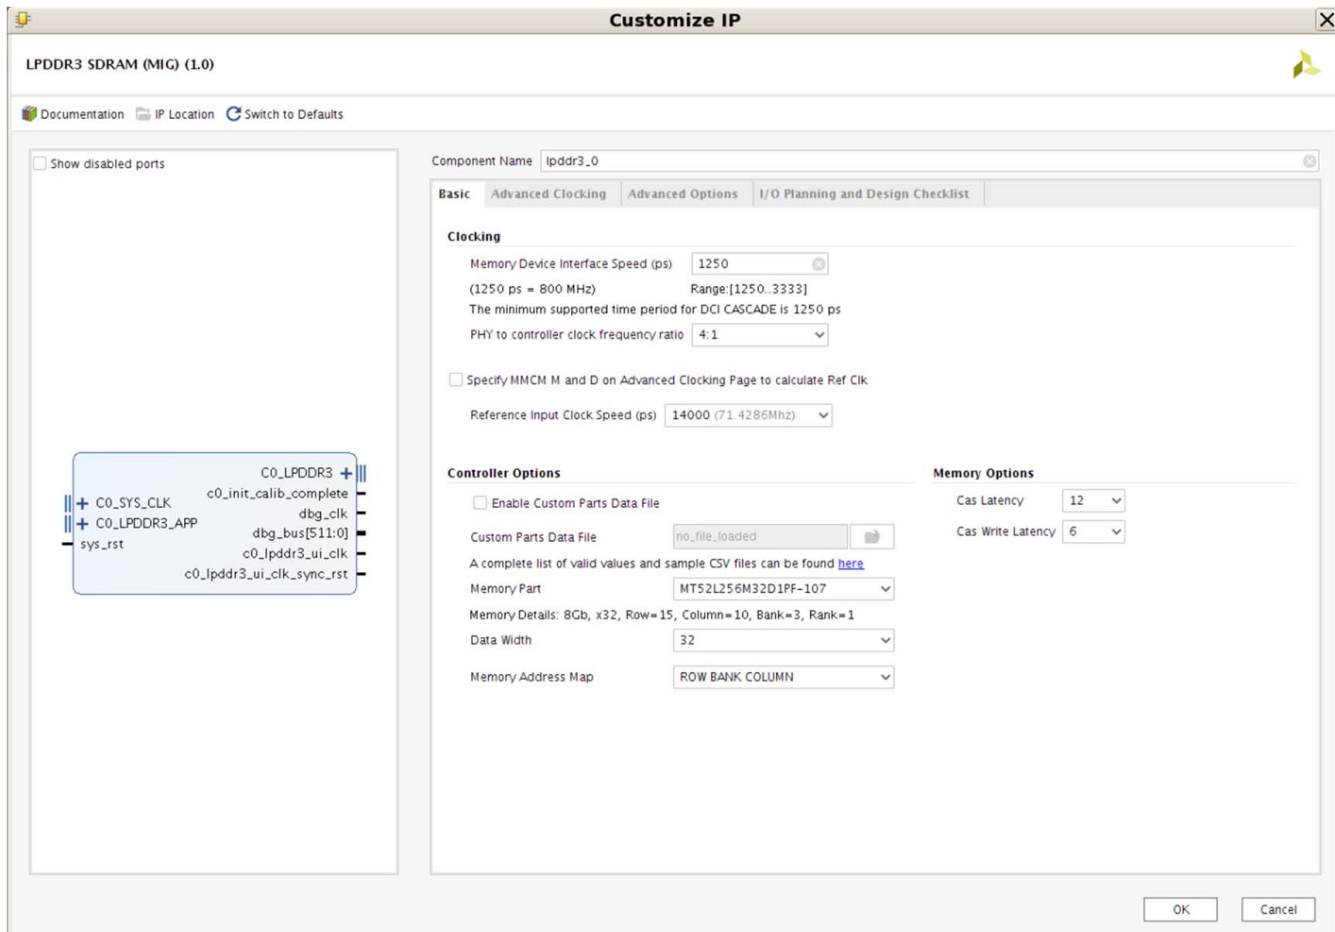 Customize IP
LPDDR3 SDRAM (MIG) (1.0)
Documentation IP Location Switch to Defaults
Show disabled ports
C0_SYS_CLK
C0_LPDDR3_APP
sys_rst
C0_LPDDR3
c0_init_calib_complete
dbg_clk
dbg_bus[511:0]
c0_lpddr3_ui_clk
c0_lpddr3_ui_clk_sync_rst
Component Name lpddr3_0
Basic Advanced Clocking Advanced Options I/O Planning and Design Checklist
Clocking
Memory Device Interface Speed (ps) 1250
(1250 ps = 800 MHz) Range:[1250..3333]
The minimum supported time period for DCI CASCADE is 1250 ps
PHY to controller clock frequency ratio 4:1
Specify MMCM M and D on Advanced Clocking Page to calculate Ref Clk
Reference Input Clock Speed (ps) 14000 (71.4286Mhz)
Controller Options
Enable Custom Parts Data File
Custom Parts Data File no_file_loaded
A complete list of valid values and sample CSV files can be found here
Memory Part MT52L256M32D1PF-107
Memory Details: 8Gb, x32, Row=15, Column=10, Bank=3, Rank=1
Data Width 32
Memory Address Map ROW BANK COLUMN
Memory Options
Cas Latency 12
Cas Write Latency 6
OK Cancel